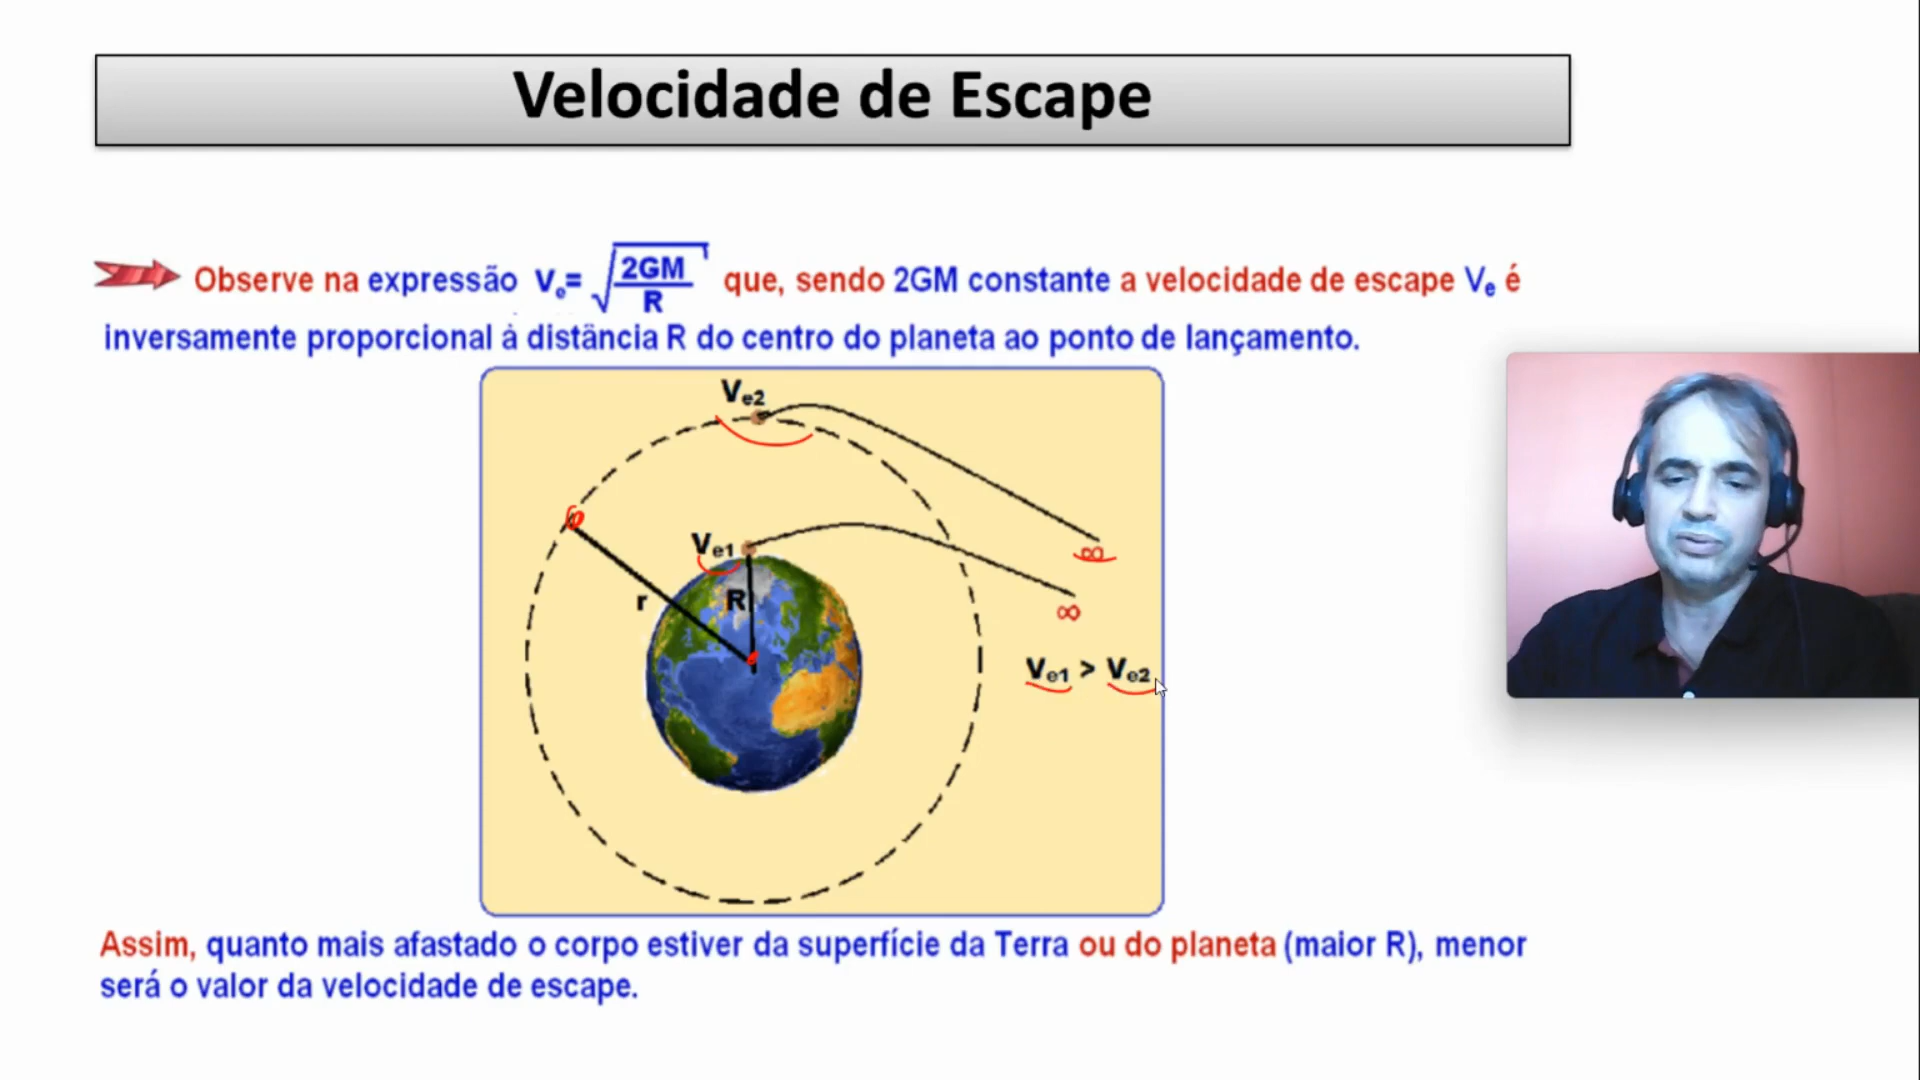 Velocidade de Escape
Observe na expressão Ve= √2GM/R que, sendo 2GM constante a velocidade de escape Ve é
inversamente proporcional à distância R do centro do planeta ao ponto de lançamento.
Ve2
Ve1
∞
r
R
∞
Ve1 > Ve2
Assim, quanto mais afastado o corpo estiver da superfície da Terra ou do planeta (maior R), menor
será o valor da velocidade de escape.